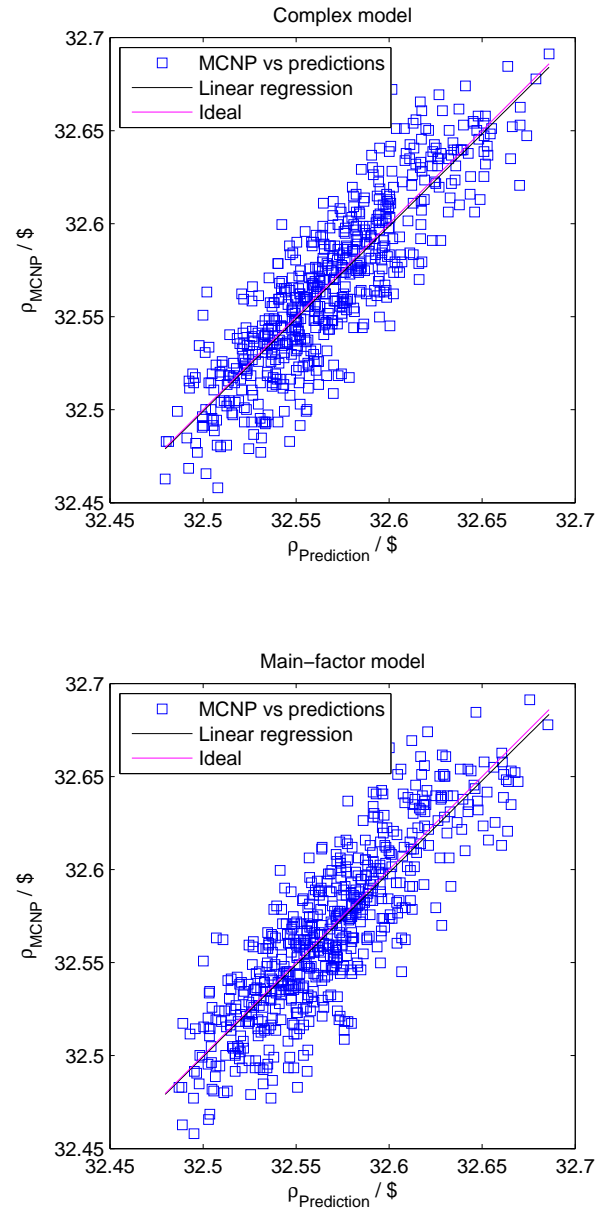 Complex model
32.7
32.65
32.6
32.55
32.5
32.45
ρMCNP / $
MCNP vs predictions
Linear regression
Ideal
32.45 32.5 32.55 32.6 32.65 32.7
ρPrediction / $
Main−factor model
32.7
32.65
32.6
32.55
32.5
32.45
ρMCNP / $
MCNP vs predictions
Linear regression
Ideal
32.45 32.5 32.55 32.6 32.65 32.7
ρPrediction / $